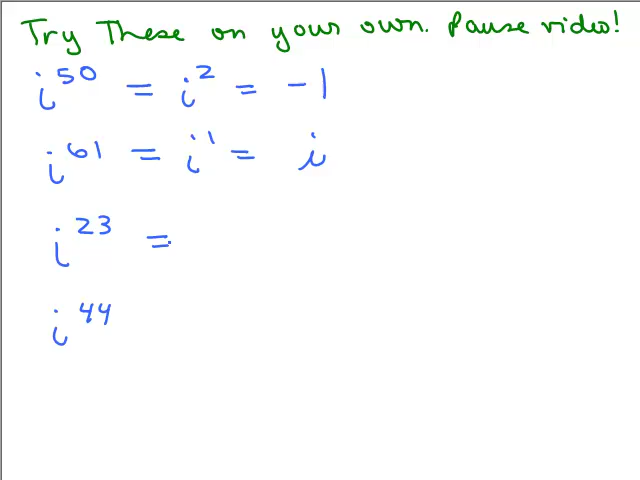 Try These on your own. Pause video!
i^50 = i^2 = -1
i^61 = i^1 = i
i^23 =
i^44